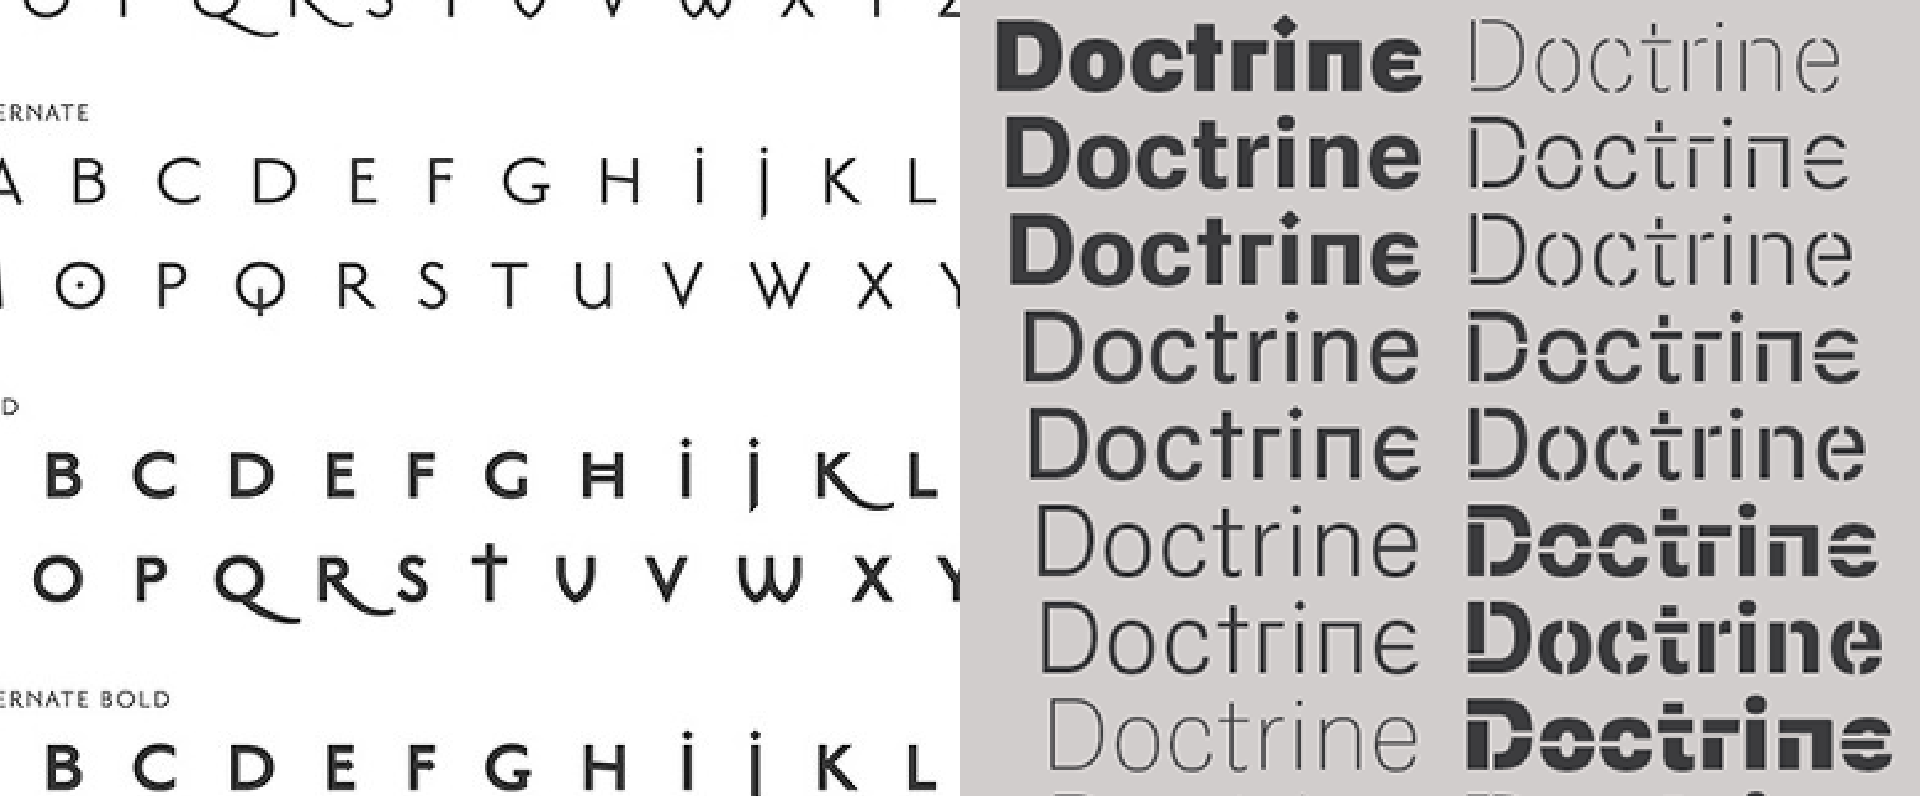 Q R S T U V W X Y Z
ERNATE
A B C D E F G H i j K L
O P Q R S T U V W X Y
D
B C D E F G H i j K L
O P Q R S T U V W X Y
ERNATE BOLD
B C D E F G H i j K L
Doctrine Doctrine
Doctrine Doctrine
Doctrine Doctrine
Doctrine Doctrine
Doctrine Doctrine
Doctrine Doctrine
Doctrine Doctrine
Doctrine Doctrine